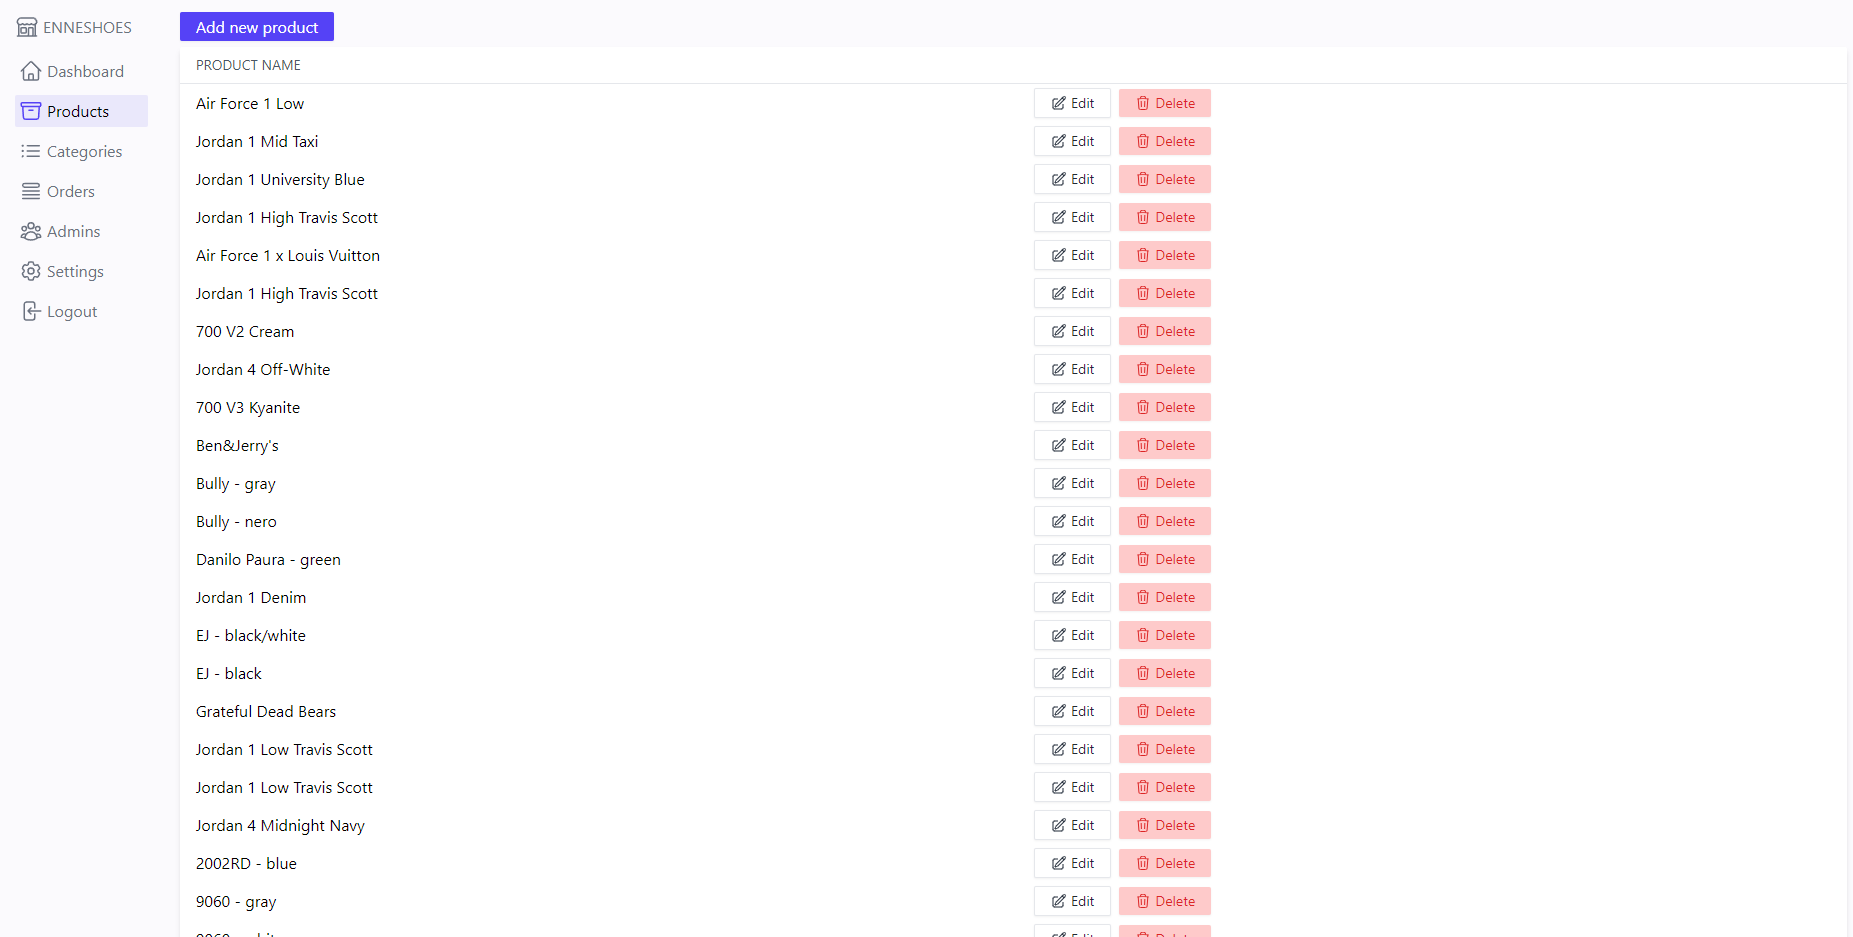 ENNESHOES
Add new product
Dashboard
Products
Categories
Orders
Admins
Settings
Logout
PRODUCT NAME
Air Force 1 Low Edit Delete
Jordan 1 Mid Taxi Edit Delete
Jordan 1 University Blue Edit Delete
Jordan 1 High Travis Scott Edit Delete
Air Force 1 x Louis Vuitton Edit Delete
Jordan 1 High Travis Scott Edit Delete
700 V2 Cream Edit Delete
Jordan 4 Off-White Edit Delete
700 V3 Kyanite Edit Delete
Ben&Jerry's Edit Delete
Bully - gray Edit Delete
Bully - nero Edit Delete
Danilo Paura - green Edit Delete
Jordan 1 Denim Edit Delete
EJ - black/white Edit Delete
EJ - black Edit Delete
Grateful Dead Bears Edit Delete
Jordan 1 Low Travis Scott Edit Delete
Jordan 1 Low Travis Scott Edit Delete
Jordan 4 Midnight Navy Edit Delete
2002RD - blue Edit Delete
9060 - gray Edit Delete